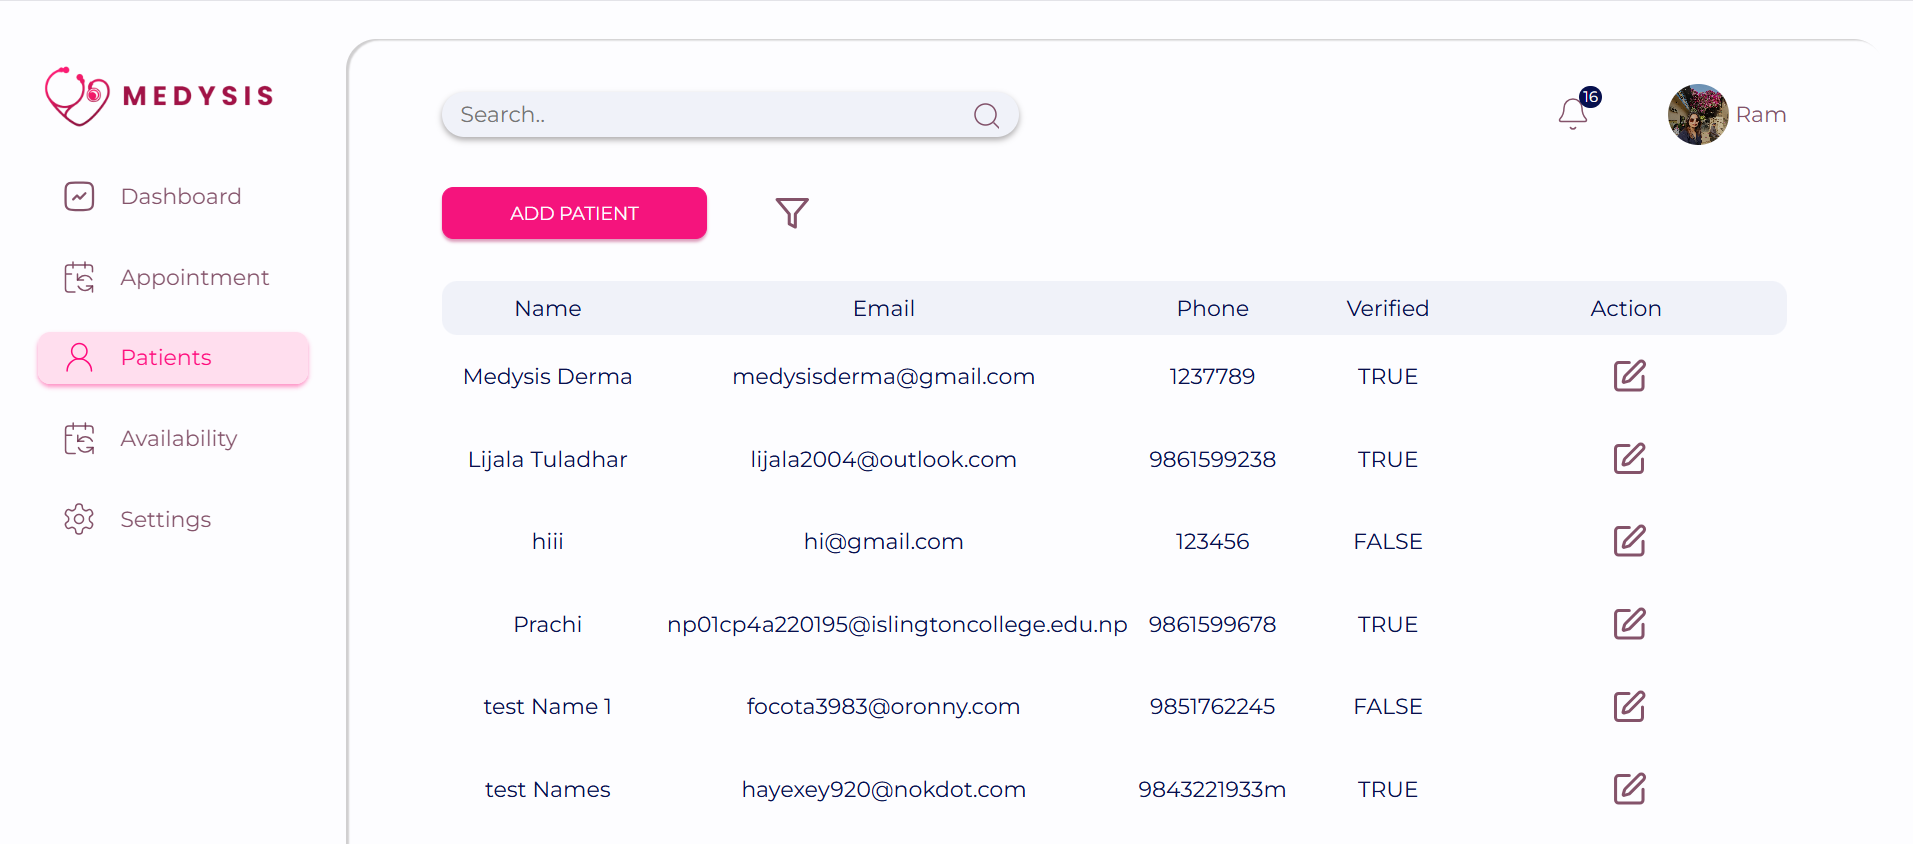 MEDYSIS
Search..
16
Ram
Dashboard
ADD PATIENT
Appointment
Name Email Phone Verified Action
Patients
Medysis Derma medysisderma@gmail.com 1237789 TRUE
Availability
Lijala Tuladhar lijala2004@outlook.com 9861599238 TRUE
Settings
hiii hi@gmail.com 123456 FALSE
Prachi np01cp4a220195@islingtoncollege.edu.np 9861599678 TRUE
test Name 1 focota3983@oronny.com 9851762245 FALSE
test Names hayexey920@nokdot.com 9843221933m TRUE